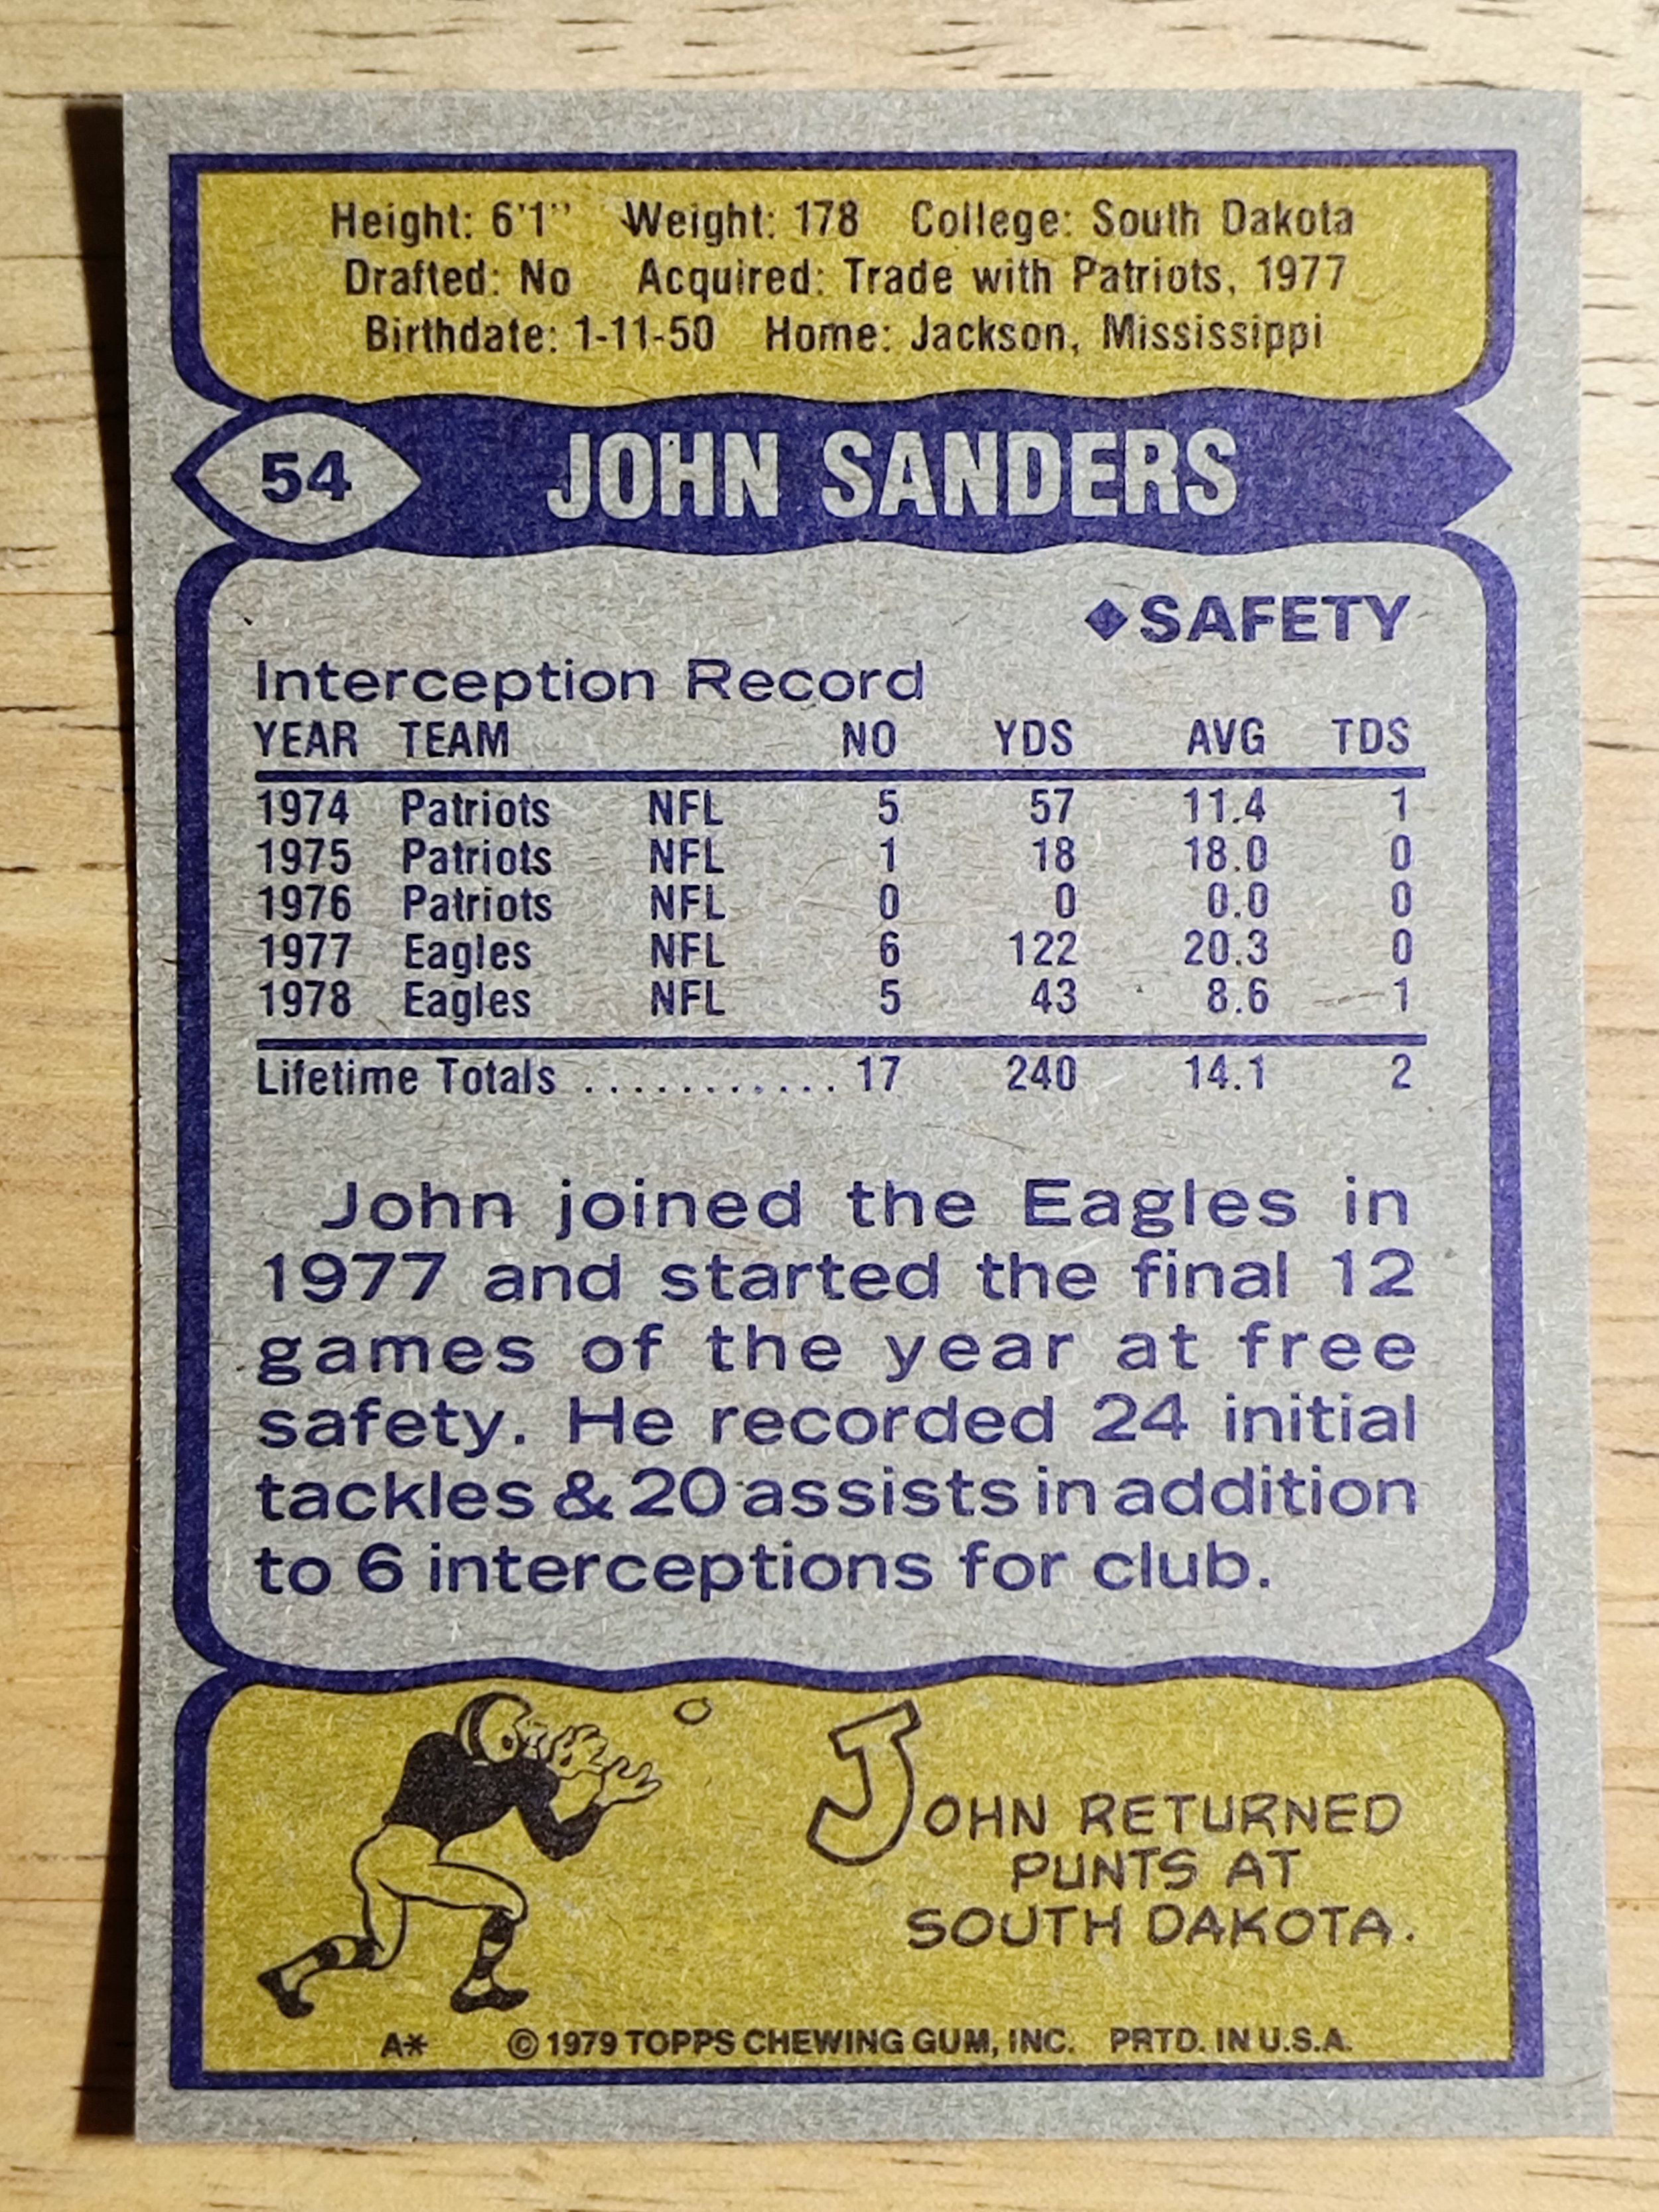 Height: 6'1" Weight: 178 College: South Dakota
Drafted: No Acquired: Trade with Patriots, 1977
Birthdate: 1-11-50 Home: Jackson, Mississippi
54 JOHN SANDERS
◆SAFETY
Interception Record
YEAR TEAM NO YDS AVG TDS
1974 Patriots NFL 5 57 11.4 1
1975 Patriots NFL 1 18 18.0 0
1976 Patriots NFL 0 0 0.0 0
1977 Eagles NFL 6 122 20.3 0
1978 Eagles NFL 5 43 8.6 1
Lifetime Totals ........... 17 240 14.1 2
John joined the Eagles in
1977 and started the final 12
games of the year at free
safety. He recorded 24 initial
tackles & 20 assists in addition
to 6 interceptions for club.
JOHN RETURNED
PUNTS AT
SOUTH DAKOTA.
A* © 1979 TOPPS CHEWING GUM, INC. PRTD. IN U.S.A.